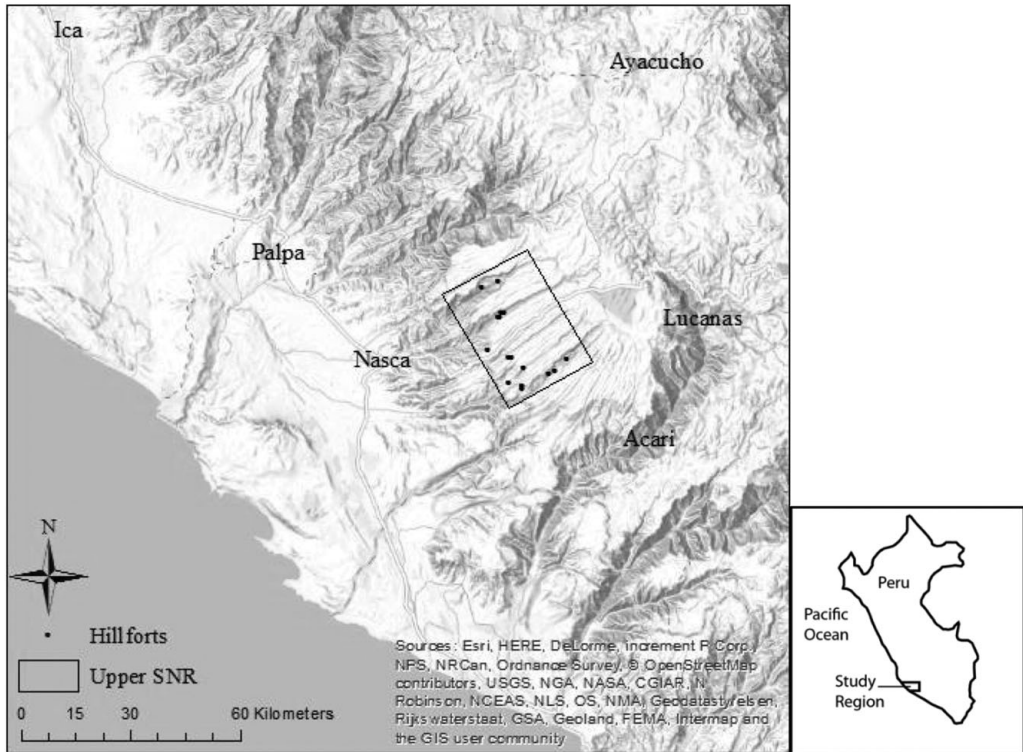 Ica
Ayacucho
Palpa
Lucanas
Nasca
Acari
N
Hill forts
Upper SNR
0 15 30 60 Kilometers
Sources: Esri, HERE, DeLorme, increment P Corp.,
NPS, NRCan, Ordnance Survey, © OpenStreetMap
contributors, USGS, NGA, NASA, CGIAR, N
Robinson, NCEAS, NLS, OS, NMA, Geodatastyrelsen,
Rijkswaterstaat, GSA, Geoland, FEMA, Intermap and
the GIS user community
Peru
Pacific
Ocean
Study
Region